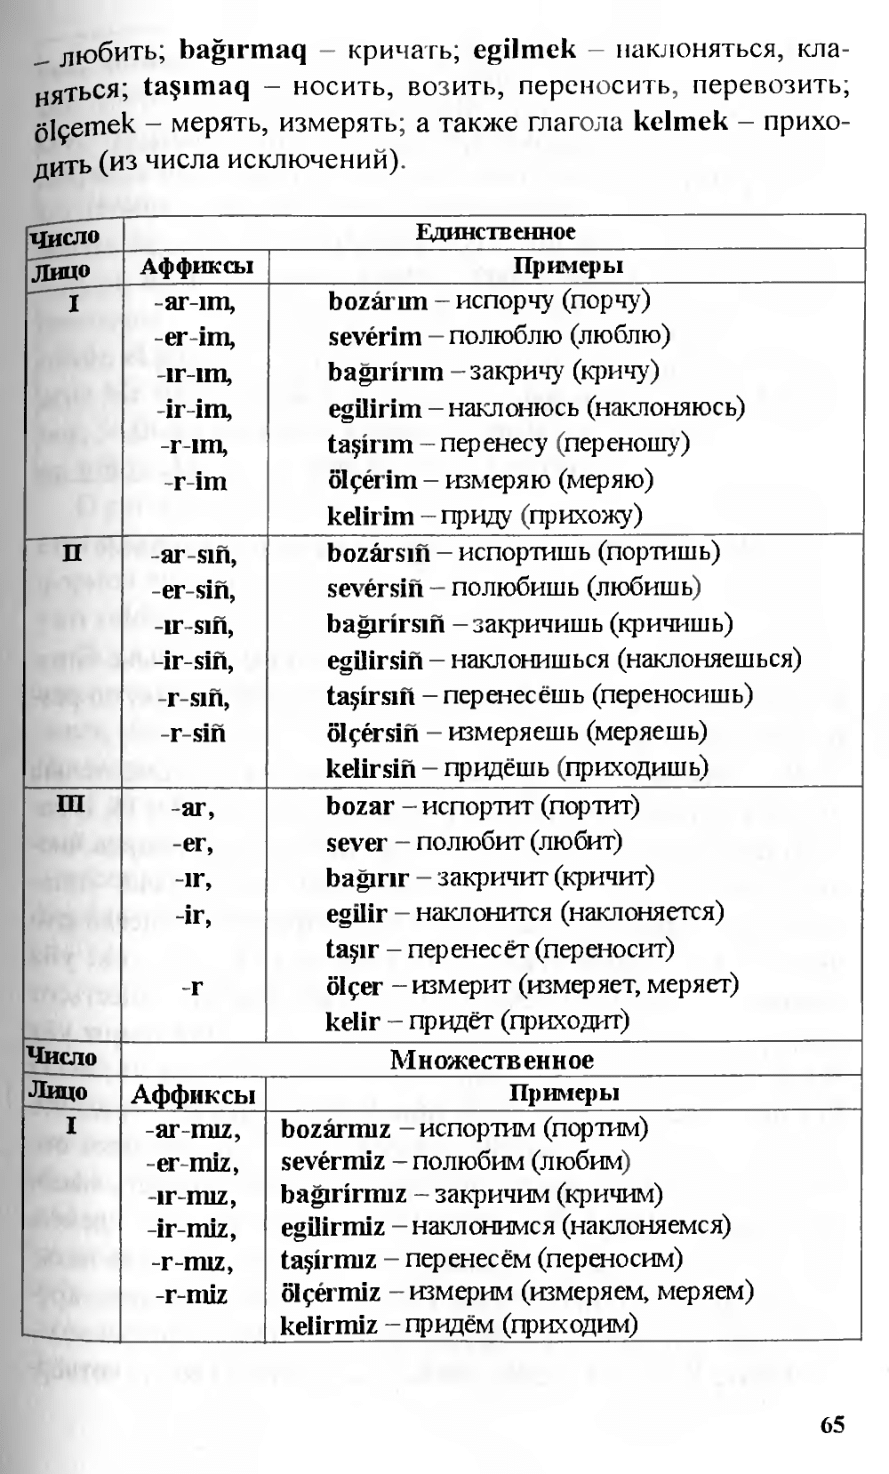 – любить; bağırmaq – кричать; egilmek – наклоняться, кла-
няться; taşımaq – носить, возить, переносить, перевозить;
ölçemek – мерять, измерять; а также глагола kelmek – прихо-
дить (из числа исключений).
Число Единственное
Лицо Аффиксы Примеры
I -ar-ım, bozárım – испорчу (порчу)
-er-im, sevérim – полюблю (люблю)
-ır-ım, bağırírım – закричу (кричу)
-ir-im, egilirim – наклонюсь (наклоняюсь)
-r-ım, taşírım – перенесу (переношу)
-r-im ölçérim – измеряю (меряю)
kelirim – приду (прихожу)
II -ar-sıñ, bozársıñ – испортишь (портишь)
-er-siñ, sevérsiñ – полюбишь (любишь)
-ır-sıñ, bağırírsıñ – закричишь (кричишь)
-ir-siñ, egilirsiñ – наклонишься (наклоняешься)
-r-sıñ, taşírsıñ – перенесёшь (переносишь)
-r-siñ ölçérsiñ – измеряешь (меряешь)
kelirsiñ – придёшь (приходишь)
III -ar, bozar – испортит (портит)
-er, sever – полюбит (любит)
-ır, bağırır – закричит (кричит)
-ir, egilir – наклонится (наклоняется)
taşır – перенесёт (переносит)
-r ölçer – измерит (измеряет, меряет)
kelir – придёт (приходит)
Число Множественное
Лицо Аффиксы Примеры
I -ar-mız, bozármız – испортим (портим)
-er-miz, sevérmiz – полюбим (любим)
-ır-mız, bağırírmız – закричим (кричим)
-ir-miz, egilirmiz – наклонимся (наклоняемся)
-r-mız, taşírmız – перенесём (переносим)
-r-miz ölçérmiz – измерим (измеряем, меряем)
kelirmiz – придём (приходим)
65